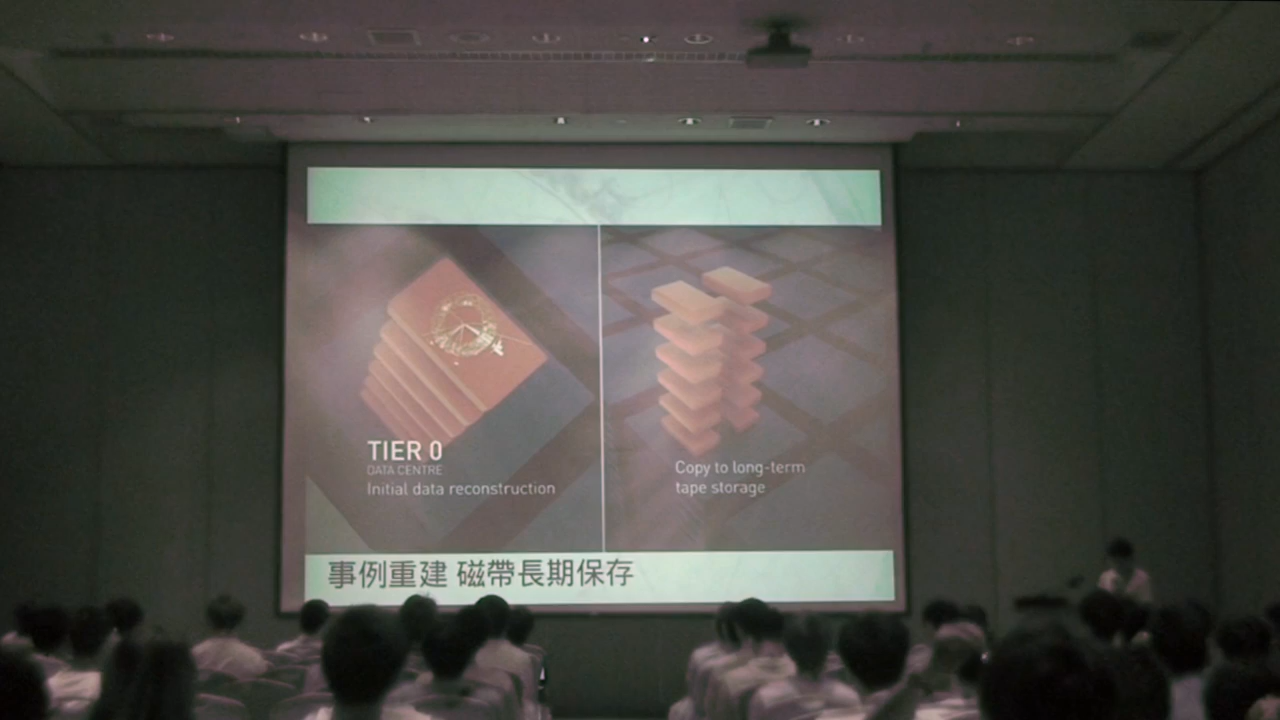 TIER 0
DATA CENTRE
Initial data reconstruction
Copy to long-term
tape storage
事例重建 磁帶長期保存